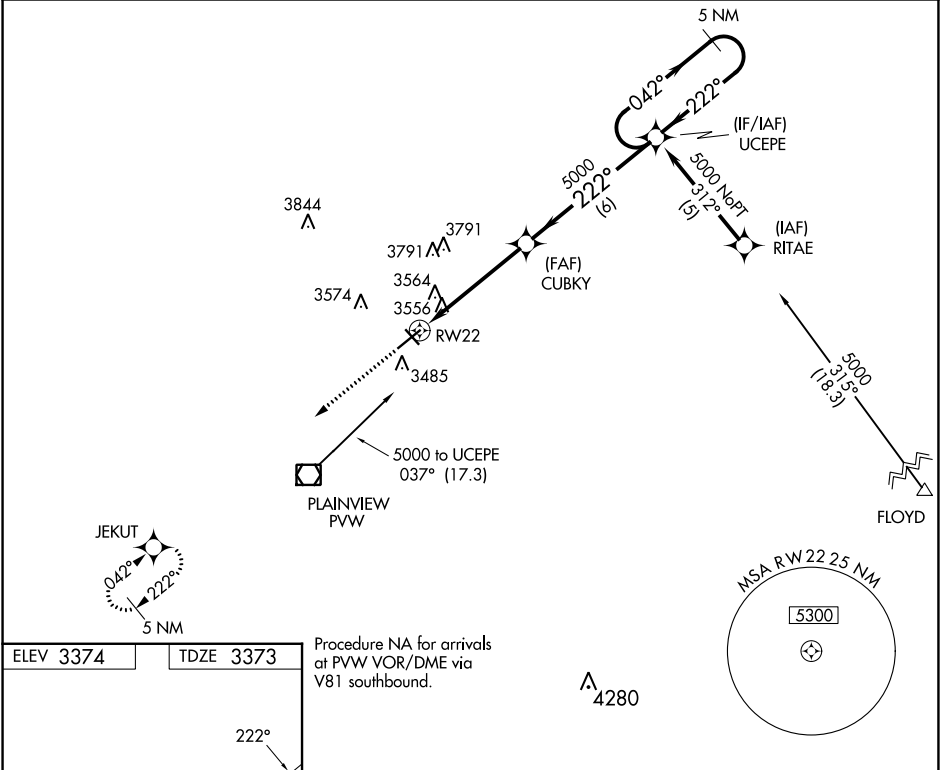 5 NM
042°
222°
(IF/IAF)
UCEPE
5000
222°
(6)
5000 NoPT
312°
(5)
(IAF)
RITAE
3844
3791
3791
(FAF)
CUBKY
3564
3574
3556
RW22
3485
5000
315°
(18.3)
5000 to UCEPE
037° (17.3)
PLAINVIEW
PVW
FLOYD
JEKUT
042°
222°
5 NM
MSA RW 22 25 NM
5300
ELEV 3374
TDZE 3373
Procedure NA for arrivals
at PVW VOR/DME via
V81 southbound.
4280
222°